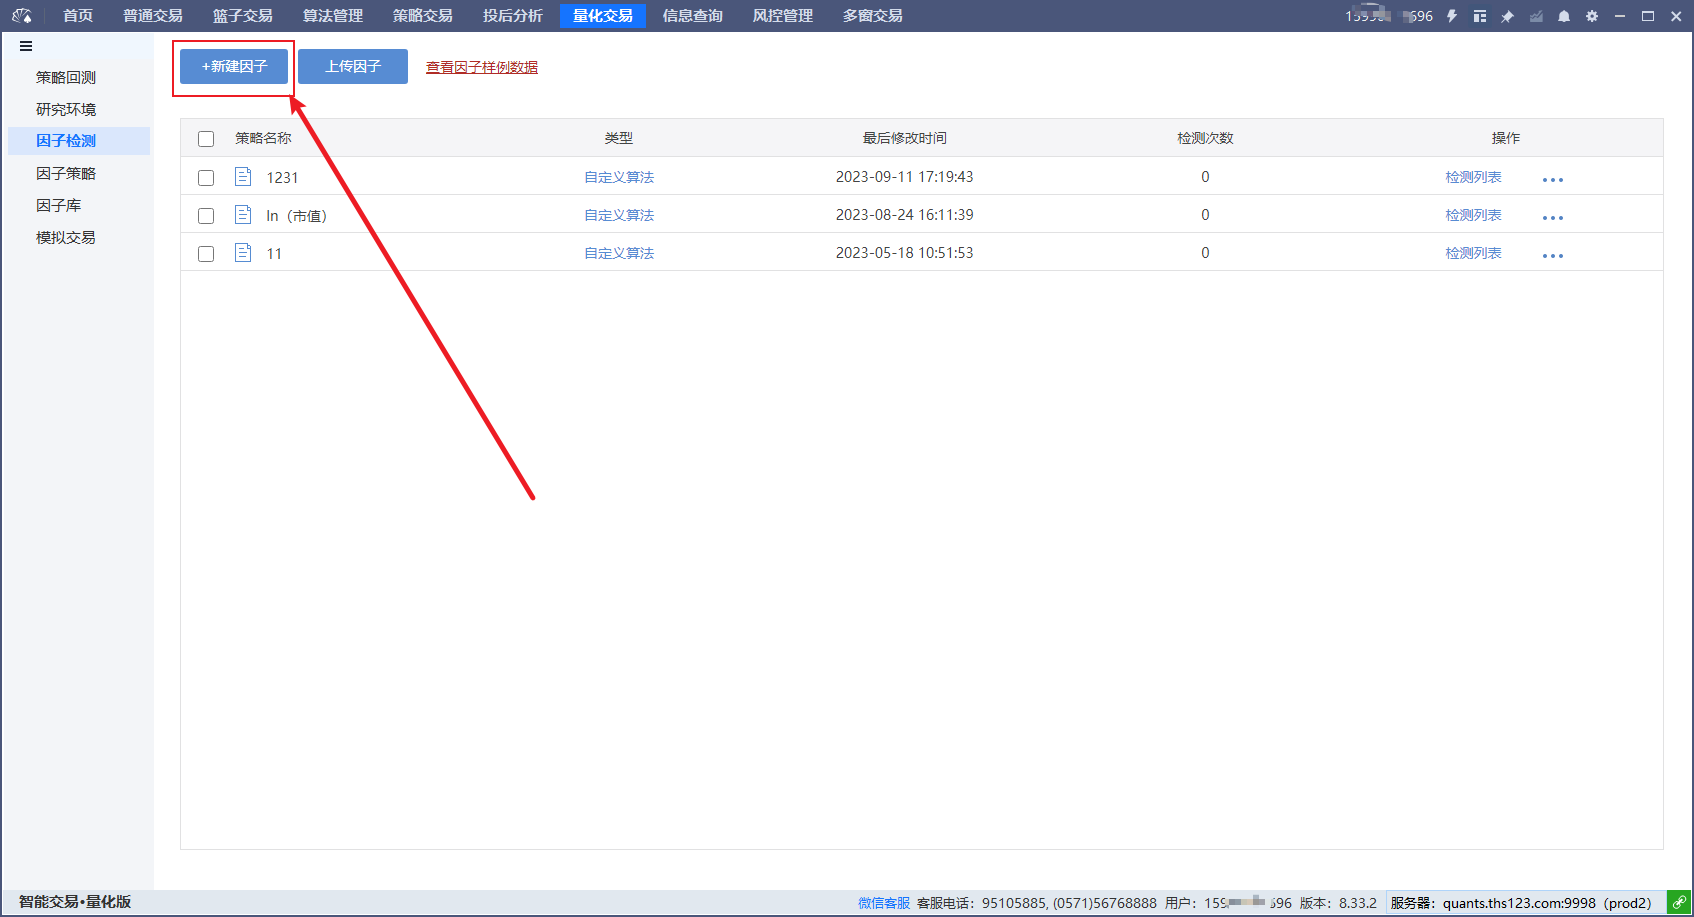 首页 普通交易 篮子交易 算法管理 策略交易 投后分析 量化交易 信息查询 风控管理 多窗交易
策略回测
研究环境
因子检测
因子策略
因子库
模拟交易
+新建因子 上传因子 查看因子样例数据
策略名称 类型 最后修改时间 检测次数 操作
1231 自定义算法 2023-09-11 17:19:43 0 检测列表 •••
ln（市值） 自定义算法 2023-08-24 16:11:39 0 检测列表 •••
11 自定义算法 2023-05-18 10:51:53 0 检测列表 •••
智能交易•量化版 微信客服 客服电话：95105885, (0571)56768888 用户：159 696 版本：8.33.2 服务器：quants.ths123.com:9998（prod2）